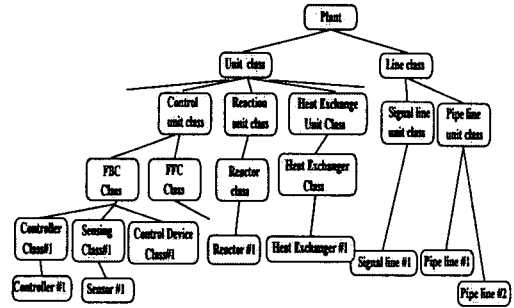 Plant
Unit class
Line class
Control
unit class
Reaction
unit class
Heat Exchange
Unit Class
Signal line
unit class
Pipe line
unit class
FBC
Class
FFC
Class
Reactor
class
Heat Exchanger
Class
Controller
Class#1
Sensing
Class#1
Control Device
Class#1
Reactor #1
Heat Exchanger #1
Signal line #1
Pipe line #1
Controller #1
Sensor #1
Pipe line #2